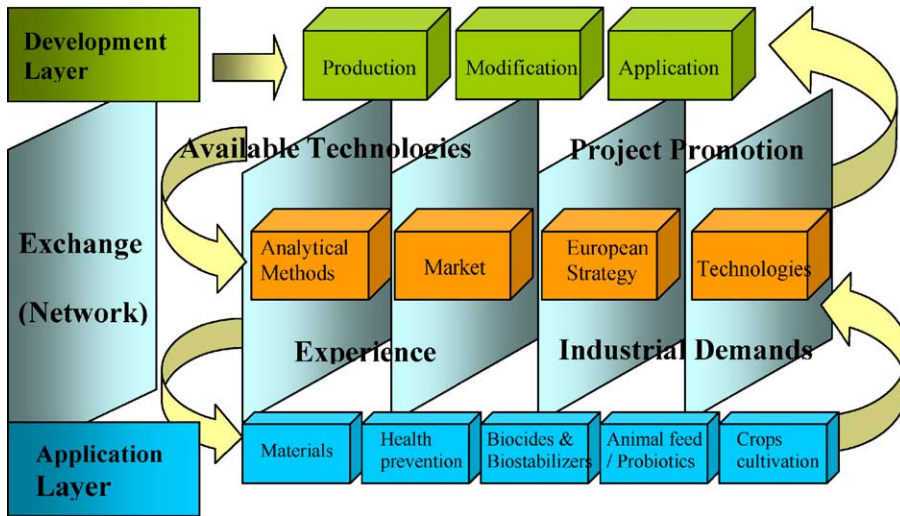 Development
Layer
Production
Modification
Application
Available Technologies
Project Promotion
Exchange
(Network)
Analytical
Methods
Market
European
Strategy
Technologies
Experience
Industrial Demands
Application
Layer
Materials
Health
prevention
Biocides &
Biostabilizers
Animal feed
/ Probiotics
Crops
cultivation